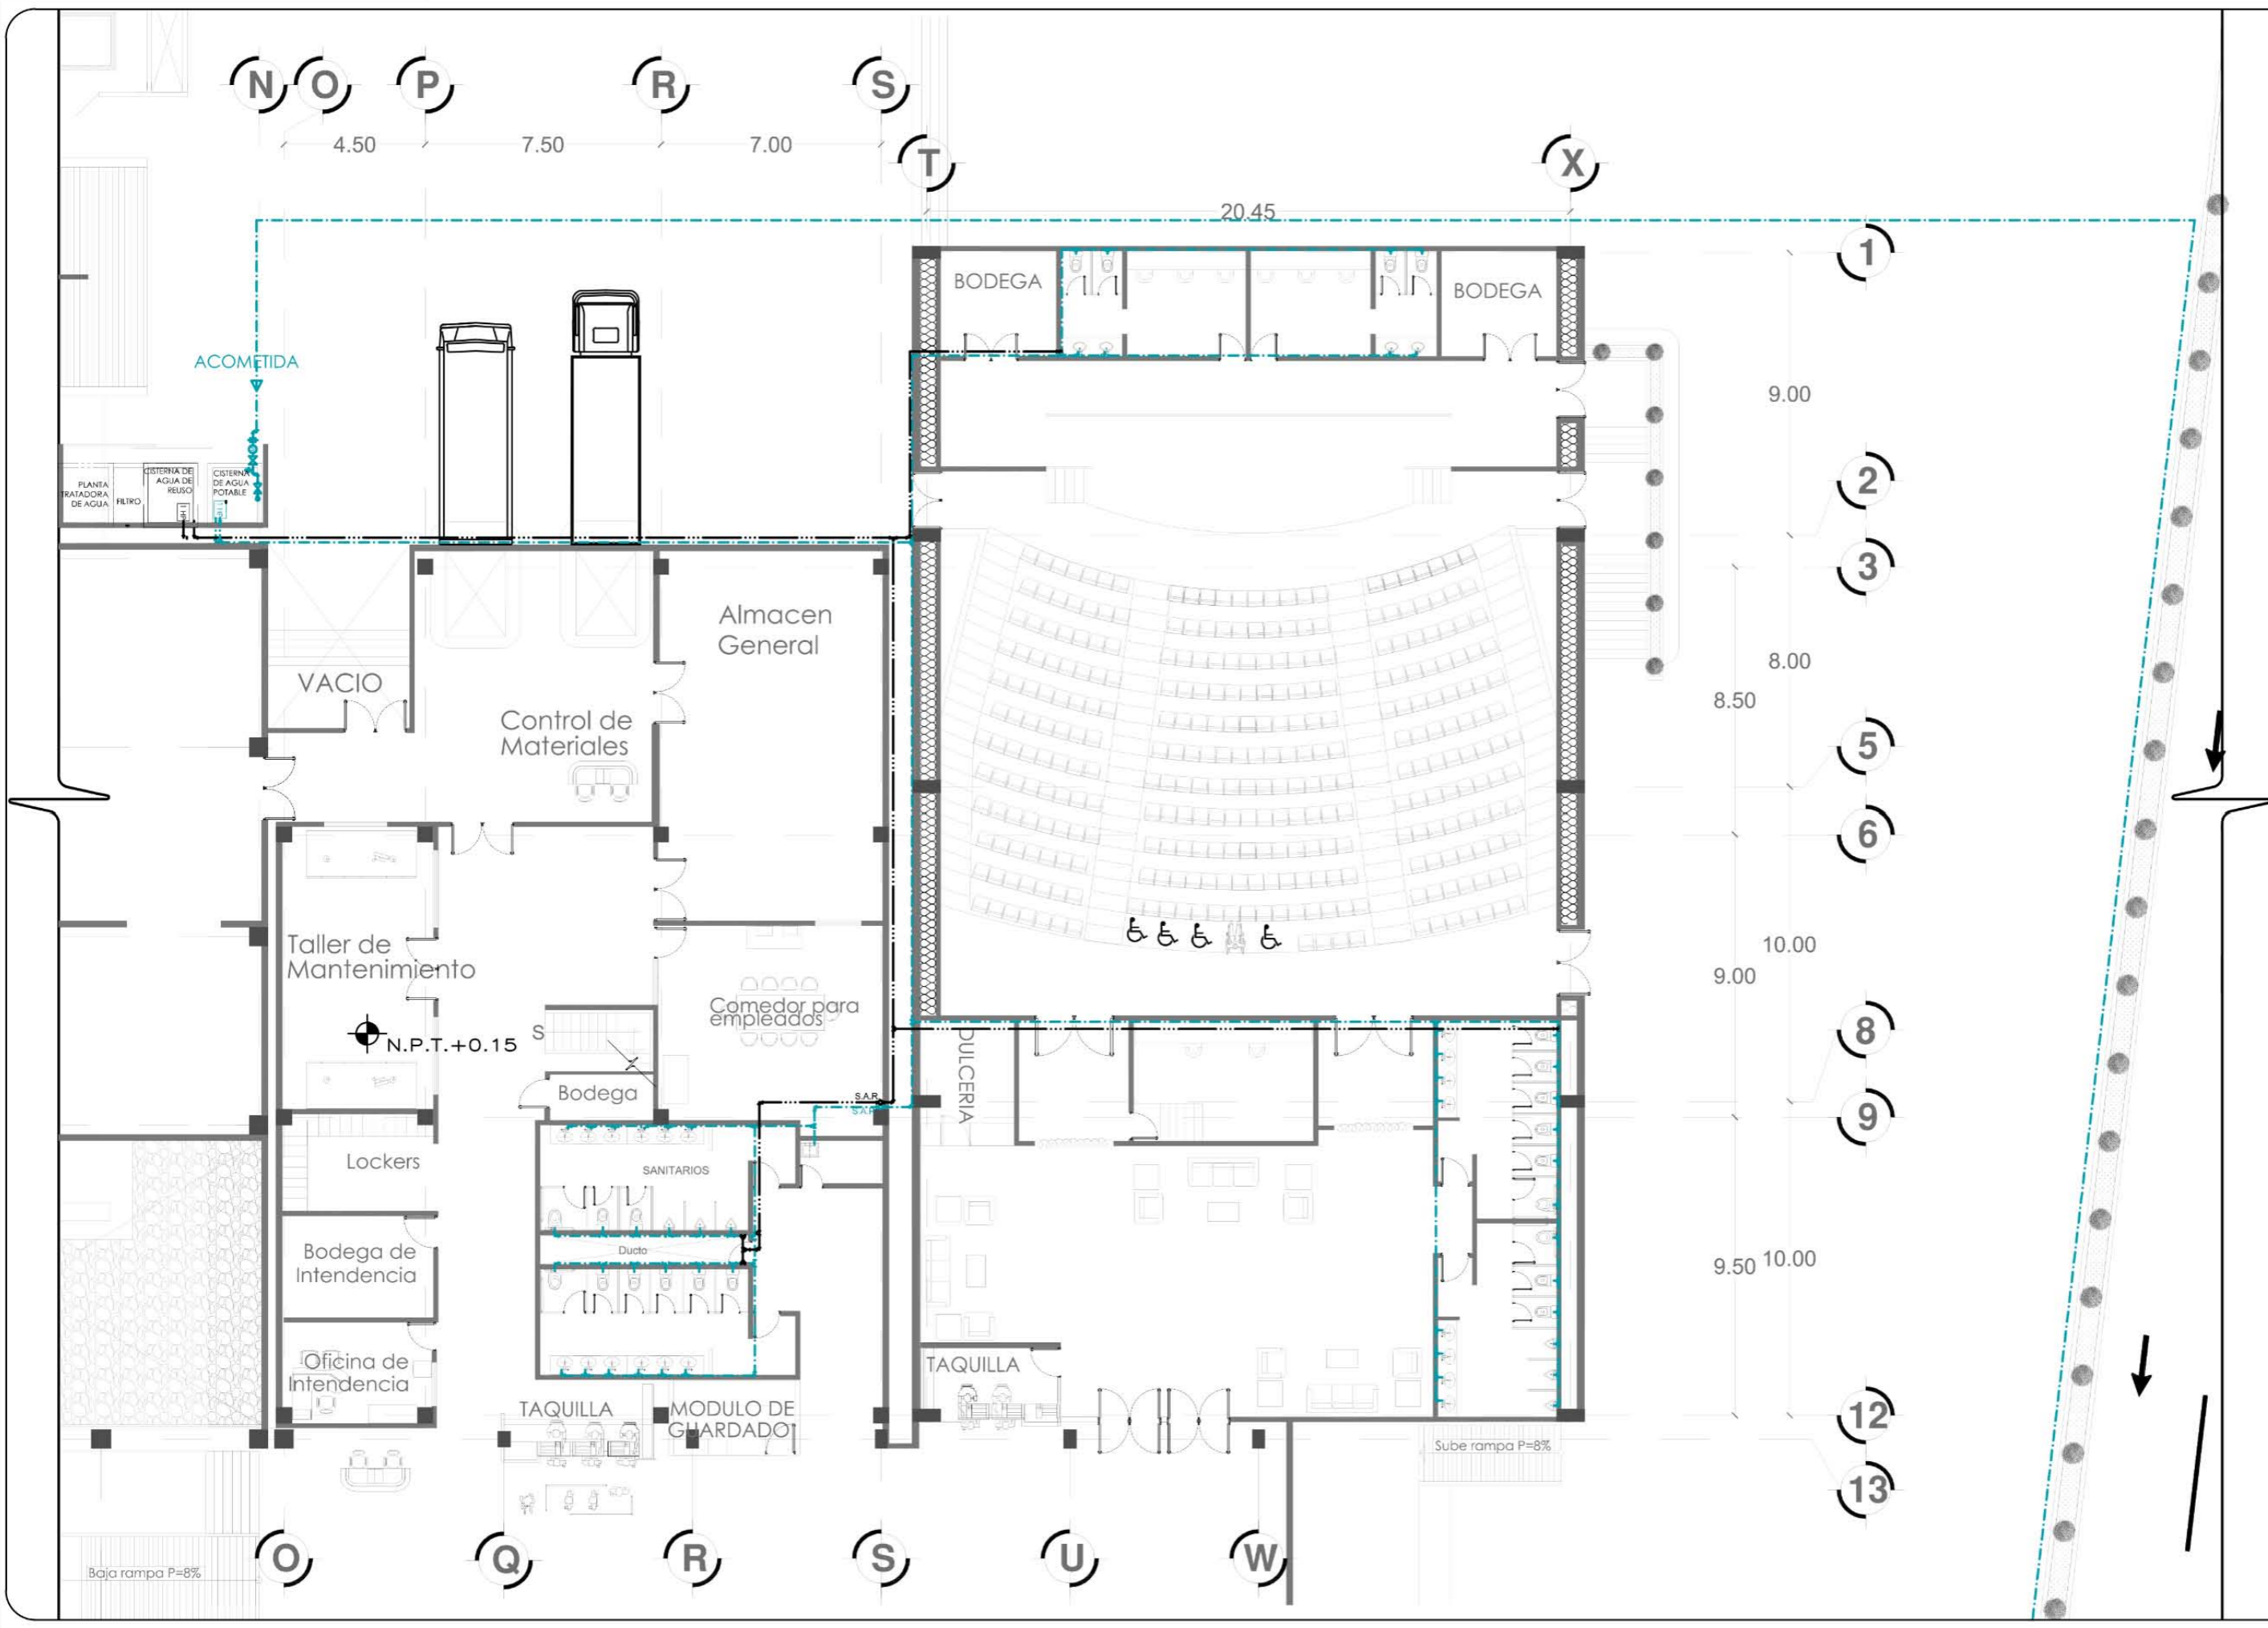 N O P R S
4.50 7.50 7.00
T X
20.45
1
BODEGA
BODEGA
ACOMETIDA
9.00
PLANTA
TRATADORA
DE AGUA
FILTRO
CISTERNA DE
AGUA DE
REUSO
CISTERNA
DE AGUA
POTABLE
2
3
Almacen
General
VACIO
Control de
Materiales
8.00
8.50
5
6
Taller de
Mantenimiento
N.P.T.+0.15
S
Comedor para
empleados
Bodega
10.00
9.00
8
DULCERIA
S.A.P.
S.A.P.
9
Lockers
SANITARIOS
Bodega de
Intendencia
Ducto
9.50 10.00
Oficina de
Intendencia
TAQUILLA
TAQUILLA
MODULO DE
GUARDADO
12
Sube rampa P=8%
13
Baja rampa P=8%
O Q R S U W